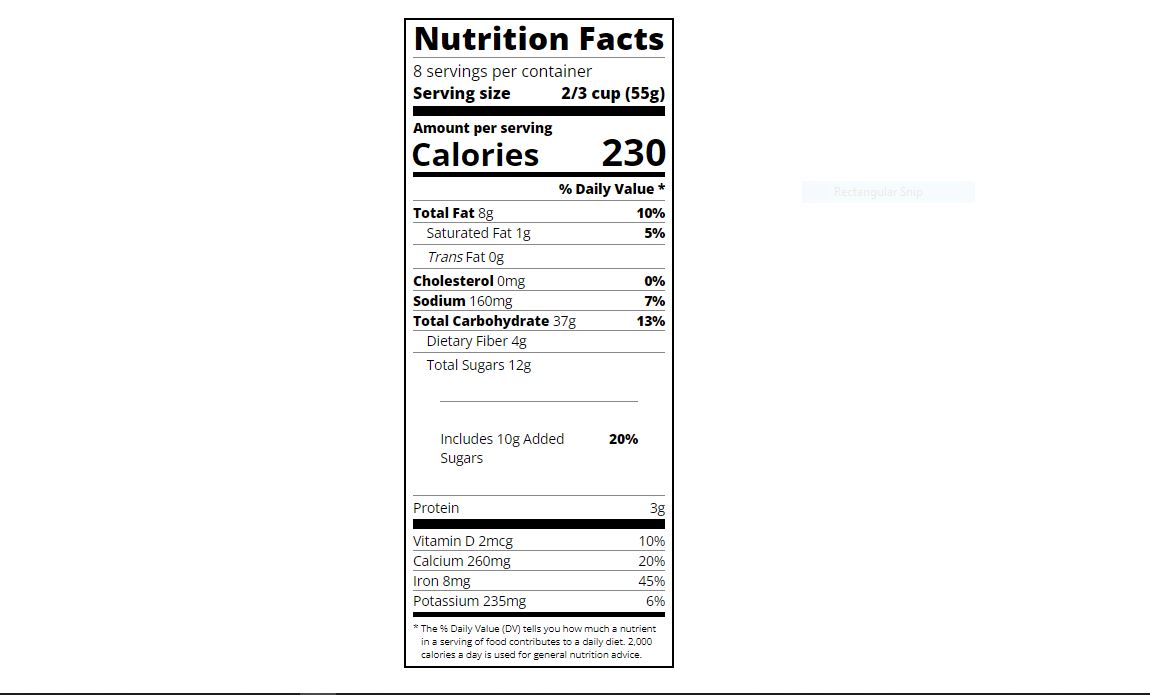 Nutrition Facts
8 servings per container
Serving size 2/3 cup (55g)
Amount per serving
Calories 230
% Daily Value *
Total Fat 8g 10%
Saturated Fat 1g 5%
Trans Fat 0g
Cholesterol 0mg 0%
Sodium 160mg 7%
Total Carbohydrate 37g 13%
Dietary Fiber 4g
Total Sugars 12g
Includes 10g Added 20%
Sugars
Protein 3g
Vitamin D 2mcg 10%
Calcium 260mg 20%
Iron 8mg 45%
Potassium 235mg 6%
* The % Daily Value (DV) tells you how much a nutrient
in a serving of food contributes to a daily diet. 2,000
calories a day is used for general nutrition advice.
Rectangular Snip